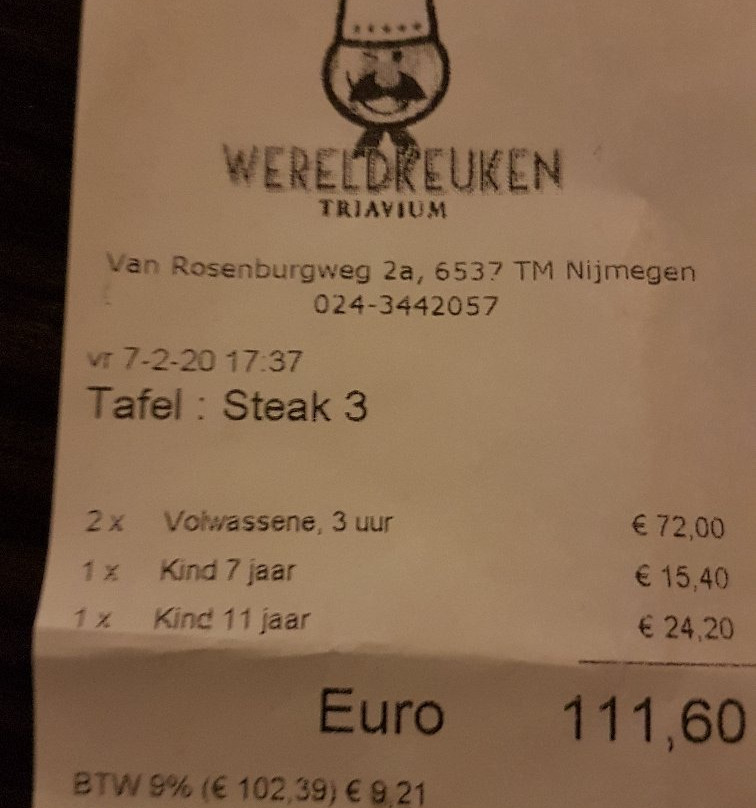 WERELDKEUKEN
TRIAVIUM
Van Rosenburgweg 2a, 6537 TM Nijmegen
024-3442057
vr 7-2-20 17:37
Tafel : Steak 3
2 x Volwassene, 3 uur € 72,00
1 x Kind 7 jaar € 15,40
1 x Kind 11 jaar € 24,20
Euro 111,60
BTW 9% (€ 102,39) € 9,21